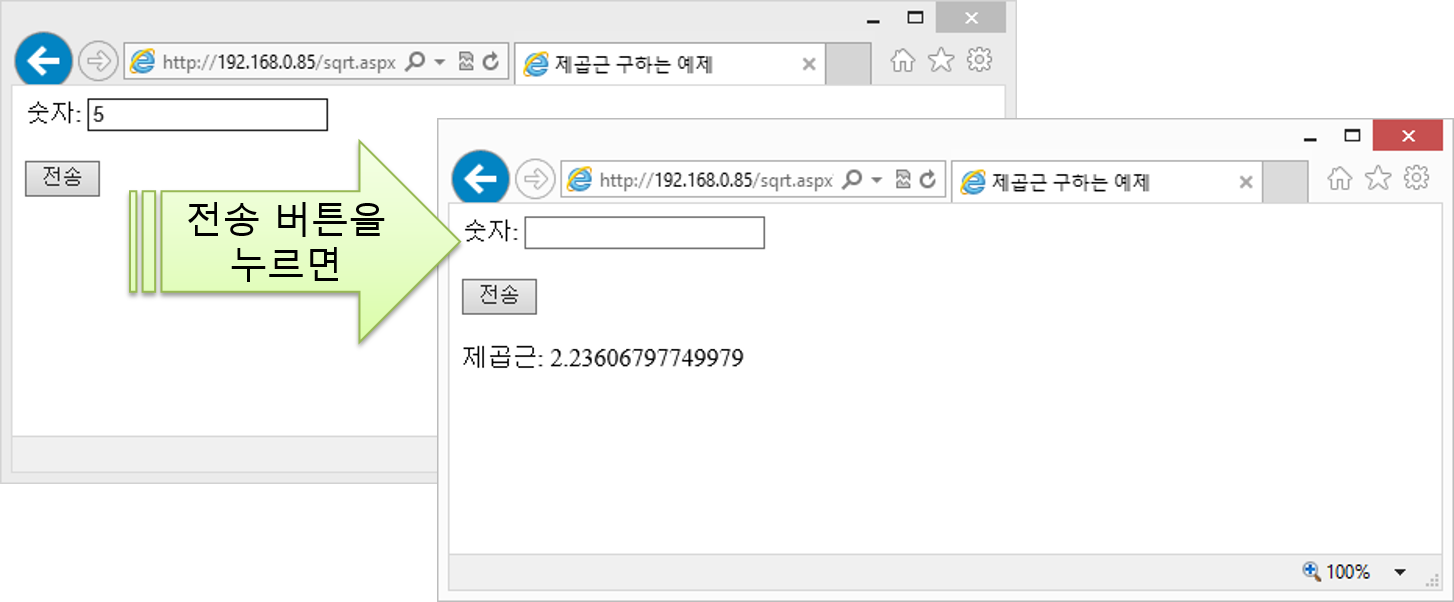 http://192.168.0.85/sqrt.aspx
제곱근 구하는 예제
숫자: 5
전송
전송 버튼을
누르면
http://192.168.0.85/sqrt.aspx
제곱근 구하는 예제
숫자:
전송
제곱근: 2.23606797749979
100%